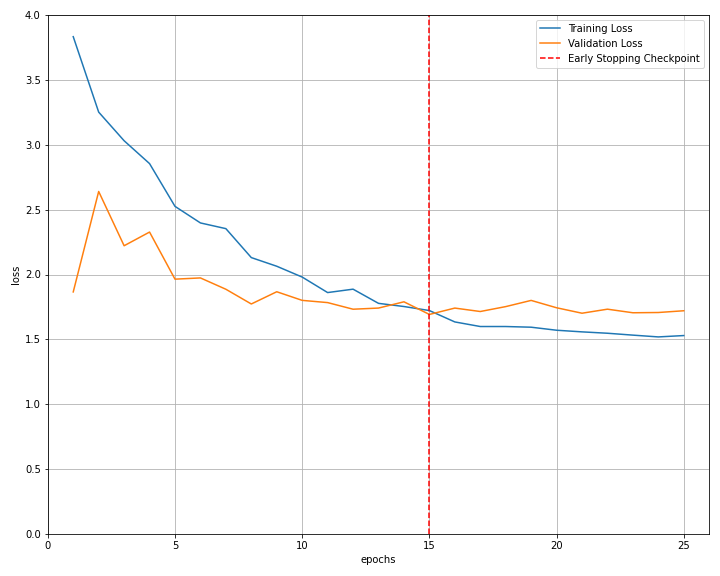 4.0
3.5
3.0
2.5
2.0
1.5
1.0
0.5
0.0
loss
Training Loss
Validation Loss
Early Stopping Checkpoint
0 5 10 15 20 25
epochs